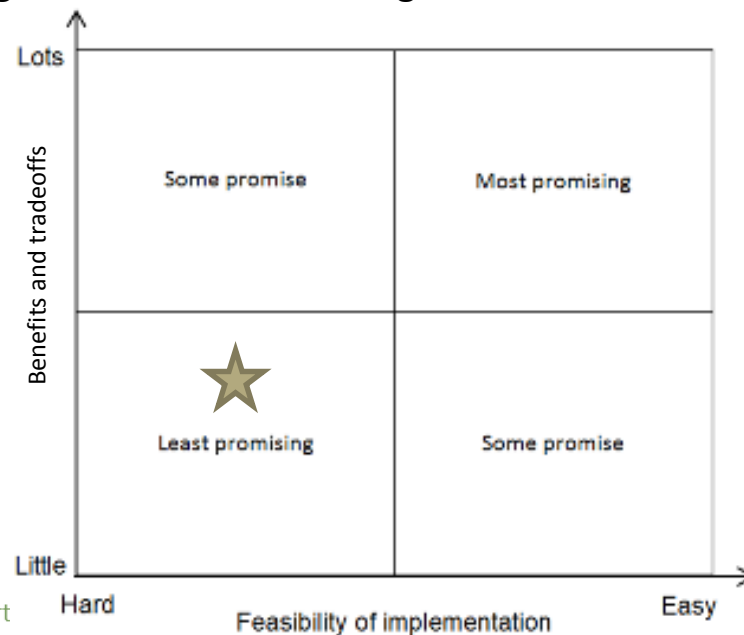 Lots
Benefits and tradeoffs
Some promise
Most promising
Least promising
Some promise
Little
Hard
Easy
Feasibility of implementation